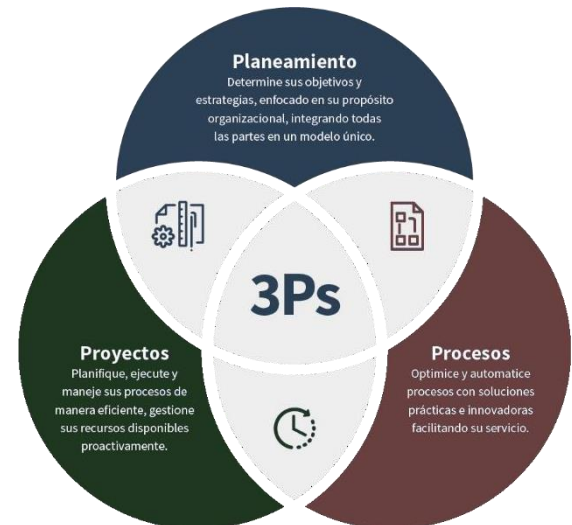 Planeamiento
Determine sus objetivos y
estrategias, enfocado en su propósito
organizacional, integrando todas
las partes en un modelo único.
3Ps
Proyectos
Planifique, ejecute y
maneje sus procesos de
manera eficiente, gestione
sus recursos disponibles
proactivamente.
Procesos
Optimice y automatice
procesos con soluciones
prácticas e innovadoras
facilitando su servicio.